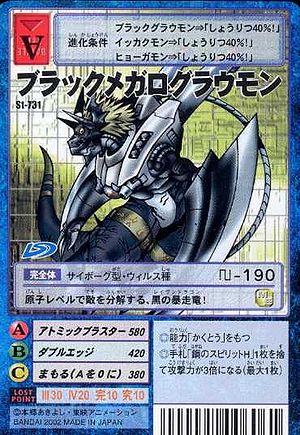 A
進化条件
ブラックグラウモン⇒「しょうりつ40%!」
イッカクモン⇒「しょうりつ40%!」
ヒョーガモン⇒「しょうりつ40%!」
ブラックメガログラウモン
St-731
完全体 サイボーグ型・ウィルス種
-190
原子レベルで敵を分解する、黒の暴走竜!
A アトミックブラスター 580
B ダブルエッジ 420
C まもる(Aを0に) 380
◎能力「かくとう」をもつ
◎手札「鋼のスピリットH」1枚を捨
て攻撃力が3倍になる(最大1枚)
LOST POINT III30 IV20 完10 究10
©本郷あきよし・東映アニメーション
BANDAI 2002 MADE IN JAPAN